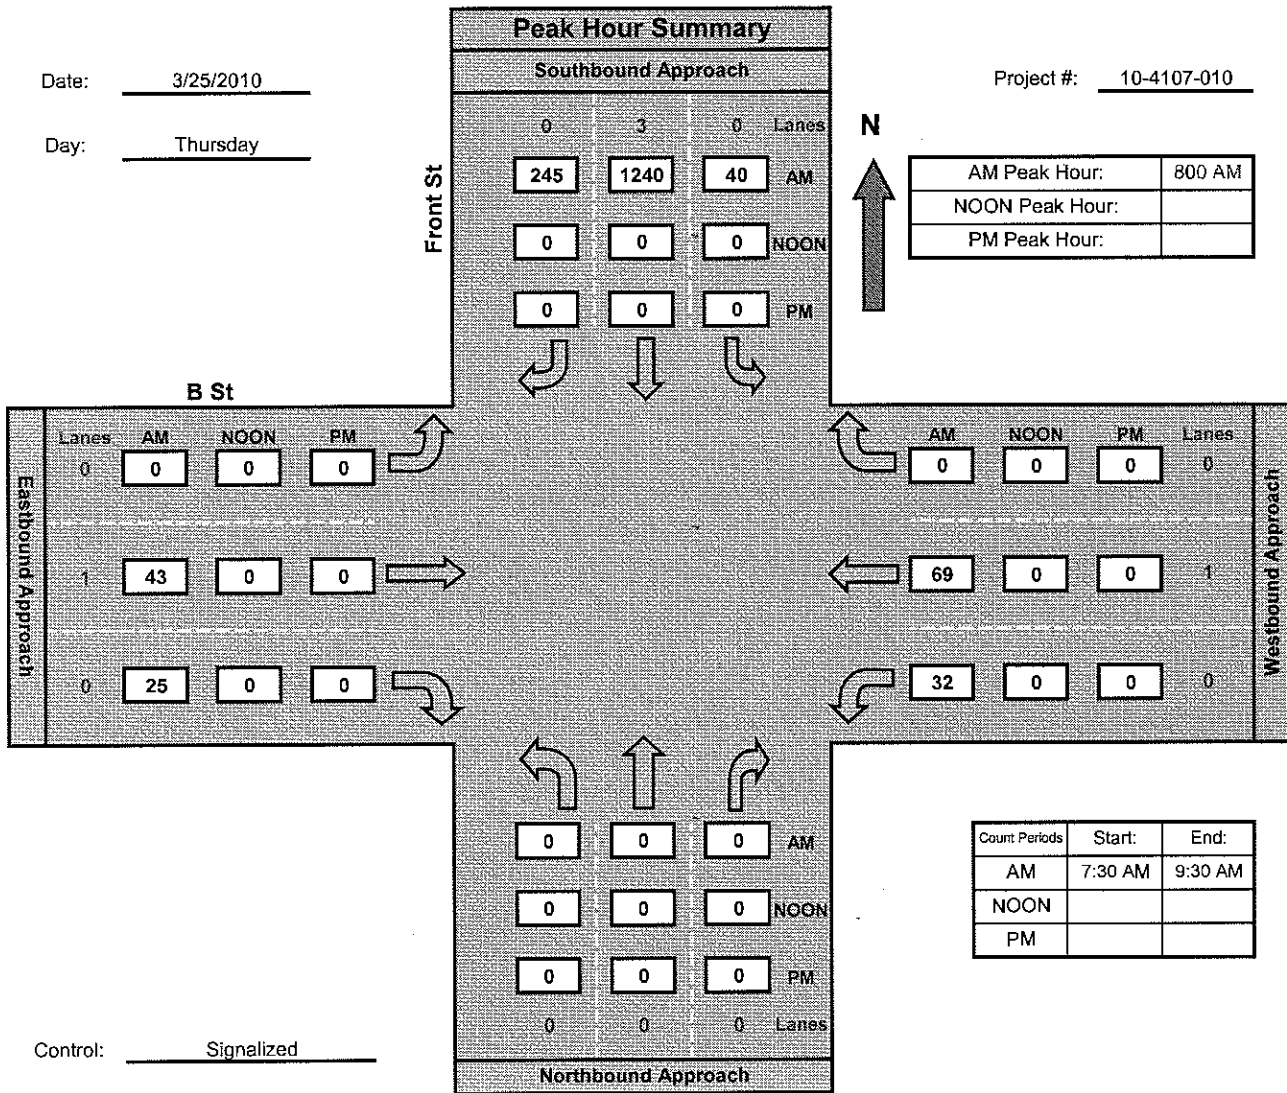 Peak Hour Summary
Southbound Approach
Date: 3/25/2010
Project #: 10-4107-010
Day: Thursday
0 3 0 Lanes
245 1240 40 AM
0 0 0 NOON
0 0 0 PM
Front St
N
AM Peak Hour: 800 AM
NOON Peak Hour:
PM Peak Hour:
B St
Eastbound Approach
Lanes AM NOON PM
0 0 0 0
1 43 0 0
0 25 0 0
AM NOON PM Lanes
0 0 0 0
69 0 0 1
32 0 0 0
Westbound Approach
0 0 0 AM
0 0 0 NOON
0 0 0 PM
0 0 0 Lanes
Northbound Approach
Count Periods Start: End:
AM 7:30 AM 9:30 AM
NOON
PM
Control: Signalized